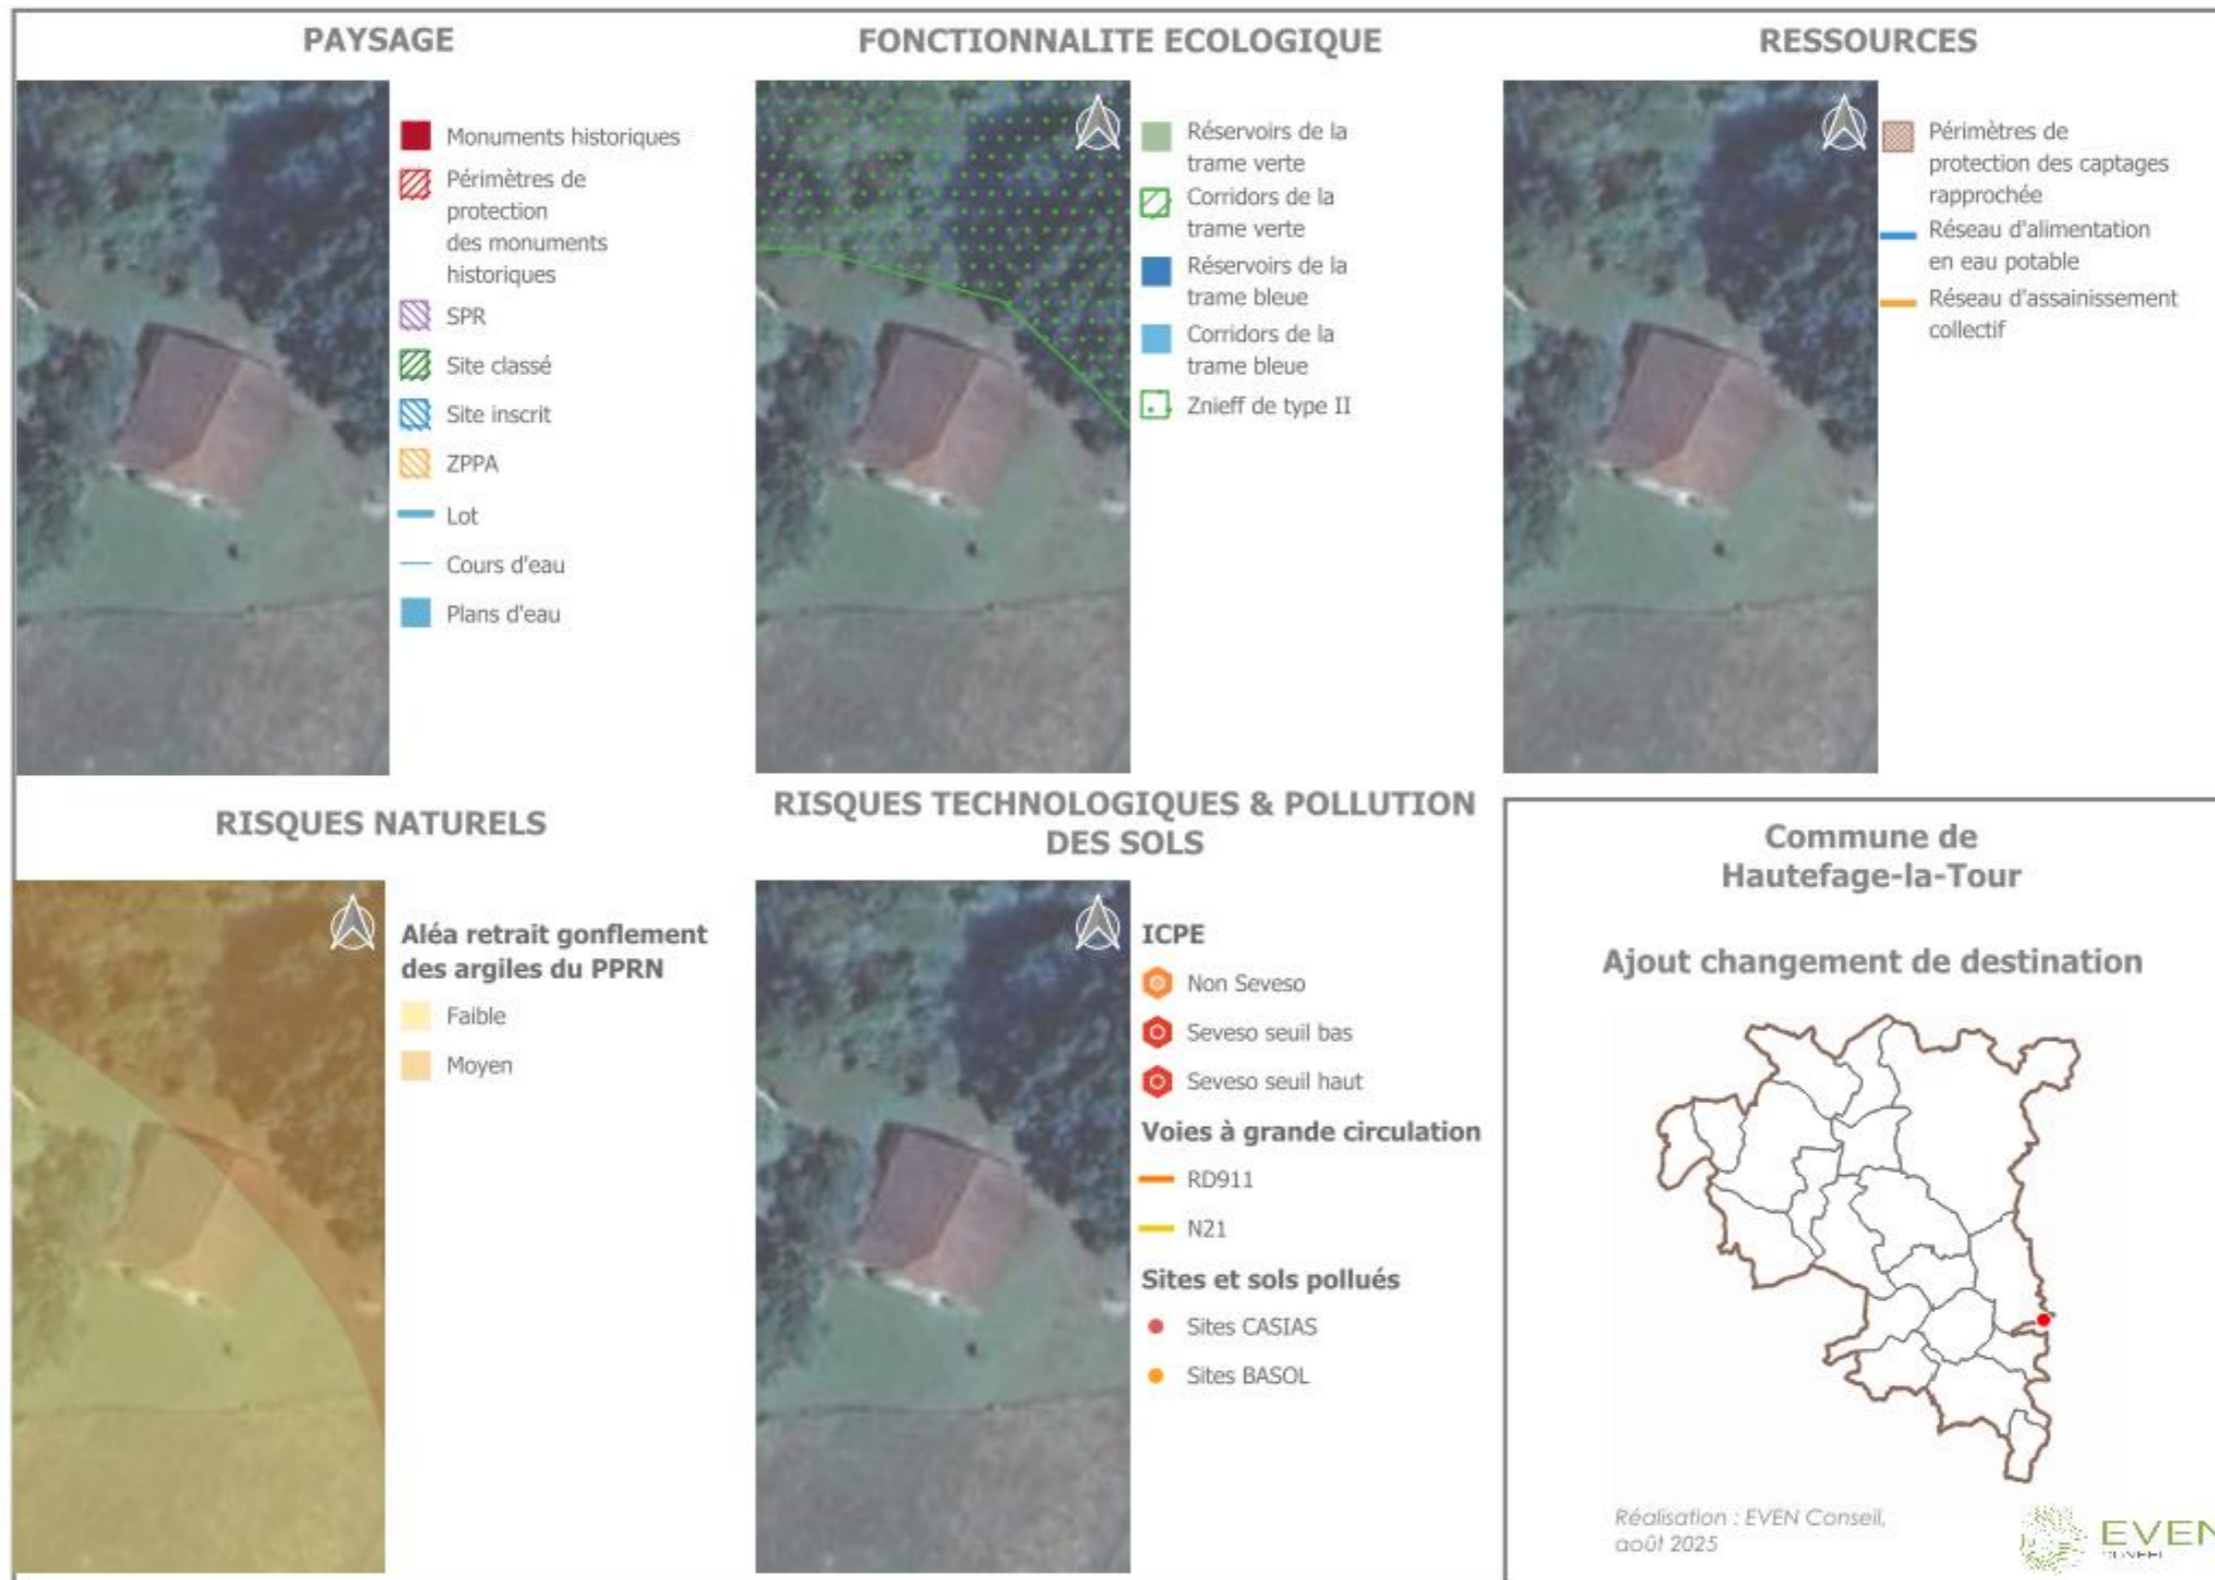 PAYSAGE
Monuments historiques
Périmètres de
protection
des monuments
historiques
SPR
Site classé
Site inscrit
ZPPA
Lot
Cours d'eau
Plans d'eau
FONCTIONNALITE ECOLOGIQUE
Réservoirs de la
trame verte
Corridors de la
trame verte
Réservoirs de la
trame bleue
Corridors de la
trame bleue
Znieff de type II
RESSOURCES
Périmètres de
protection des captages
rapprochée
Réseau d'alimentation
en eau potable
Réseau d'assainissement
collectif
RISQUES NATURELS
Aléa retrait gonflement
des argiles du PPRN
Faible
Moyen
RISQUES TECHNOLOGIQUES & POLLUTION
DES SOLS
ICPE
Non Seveso
Seveso seuil bas
Seveso seuil haut
Voies à grande circulation
RD911
N21
Sites et sols pollués
Sites CASIAS
Sites BASOL
Commune de
Hautefage-la-Tour
Ajout changement de destination
Réalisation : EVEN Conseil,
août 2025
EVEN